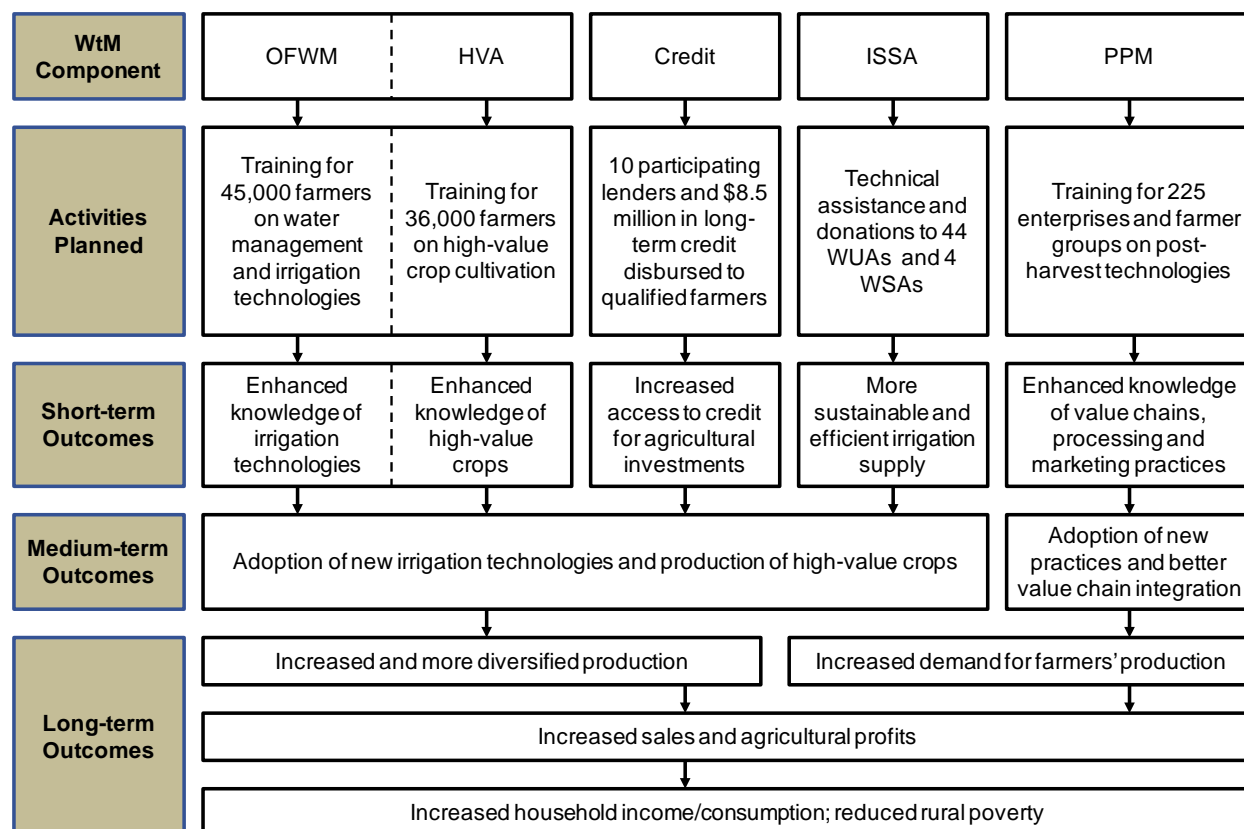 WtM
Component
OFWM
HVA
Credit
ISSA
PPM
Activities
Planned
Training for
45,000 farmers
on water
management
and irrigation
technologies
Training for
36,000 farmers
on high-value
crop cultivation
10 participating
lenders and $8.5
million in long-
term credit
disbursed to
qualified farmers
Technical
assistance and
donations to 44
WUAs and 4
WSAs
Training for 225
enterprises and
farmer groups on post-
harvest technologies
Short-term
Outcomes
Enhanced
knowledge of
irrigation
technologies
Enhanced
knowledge of
high-value
crops
Increased
access to credit
for agricultural
investments
More
sustainable and
efficient irrigation
supply
Enhanced knowledge
of value chains,
processing and
marketing practices
Medium-term
Outcomes
Adoption of new irrigation technologies and production of high-value crops
Adoption of new
practices and better
value chain integration
Long-term
Outcomes
Increased and more diversified production
Increased demand for farmers' production
Increased sales and agricultural profits
Increased household income/consumption; reduced rural poverty